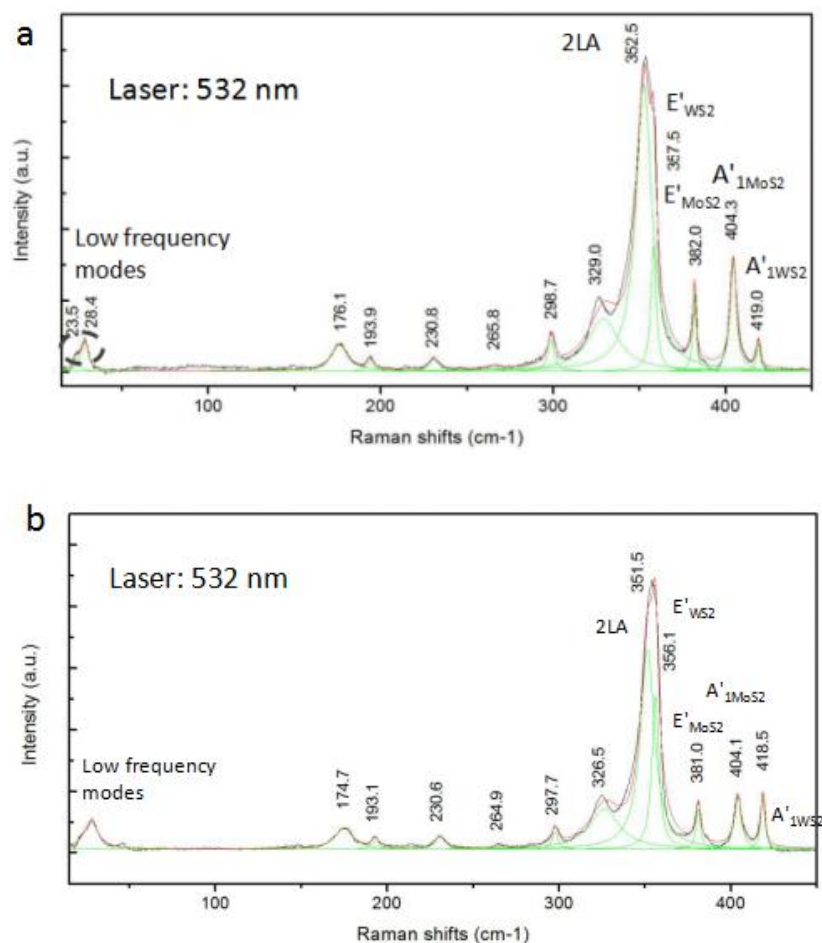 a
Laser: 532 nm
2LA
352.5
E'WS2
357.5
E'MoS2
382.0
A'1MoS2
404.3
A'1WS2
419.0
Low frequency
modes
23.5
28.4
176.1
193.9
230.8
265.8
298.7
329.0
Intensity (a.u.)
100
200
300
400
Raman shifts (cm-1)
b
Laser: 532 nm
351.5
E'WS2
2LA
356.1
A'1MoS2
E'MoS2
381.0
404.1
418.5
A'1WS2
Low frequency
modes
174.7
193.1
230.6
264.9
297.7
326.5
Intensity (a.u.)
100
200
300
400
Raman shifts (cm-1)